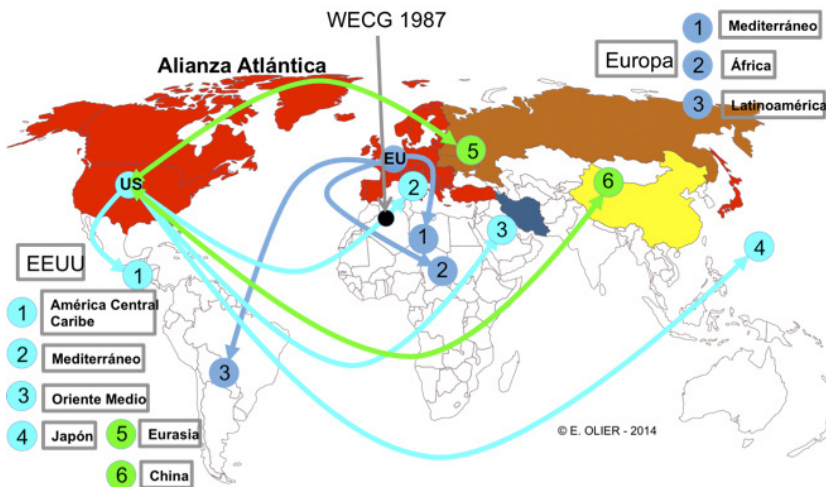 WECG 1987
Alianza Atlántica
Europa
1 Mediterráneo
2 África
3 Latinoamérica
US
EU
5
6
2
1
2
3
4
1
3
EEUU
1 América Central
Caribe
2 Mediterráneo
3 Oriente Medio
4 Japón
5 Eurasia
6 China
© E. OLIER - 2014